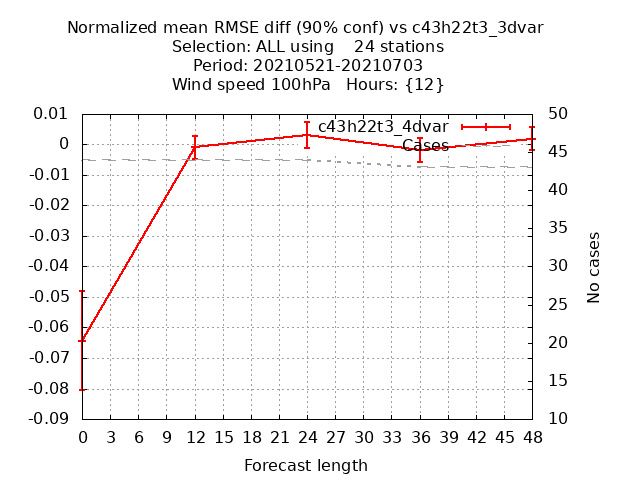 Normalized mean RMSE diff (90% conf) vs c43h22t3_3dvar
Selection: ALL using    24 stations
Period: 20210521-20210703
Wind speed 100hPa   Hours: {12}
c43h22t3_4dvar
Cases
0.01
0
-0.01
-0.02
-0.03
-0.04
-0.05
-0.06
-0.07
-0.08
-0.09
50
45
40
35
30
25
20
15
10
No cases
0 3 6 9 12 15 18 21 24 27 30 33 36 39 42 45 48
Forecast length